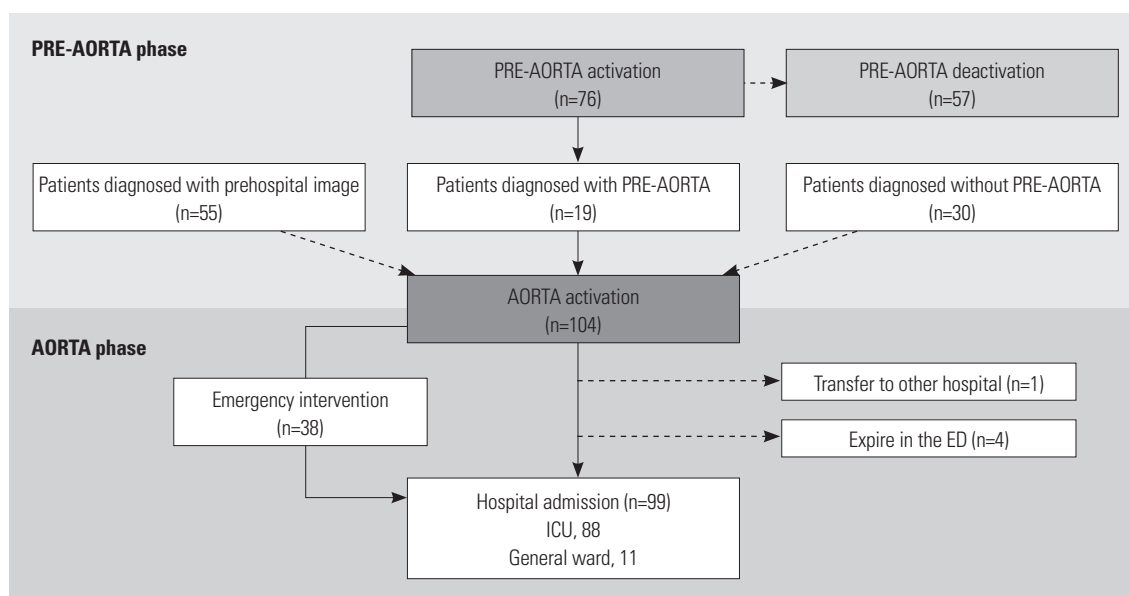 PRE-AORTA phase
PRE-AORTA activation
(n=76)
PRE-AORTA deactivation
(n=57)
Patients diagnosed with prehospital image
(n=55)
Patients diagnosed with PRE-AORTA
(n=19)
Patients diagnosed without PRE-AORTA
(n=30)
AORTA activation
(n=104)
AORTA phase
Emergency intervention
(n=38)
Transfer to other hospital (n=1)
Expire in the ED (n=4)
Hospital admission (n=99)
ICU, 88
General ward, 11